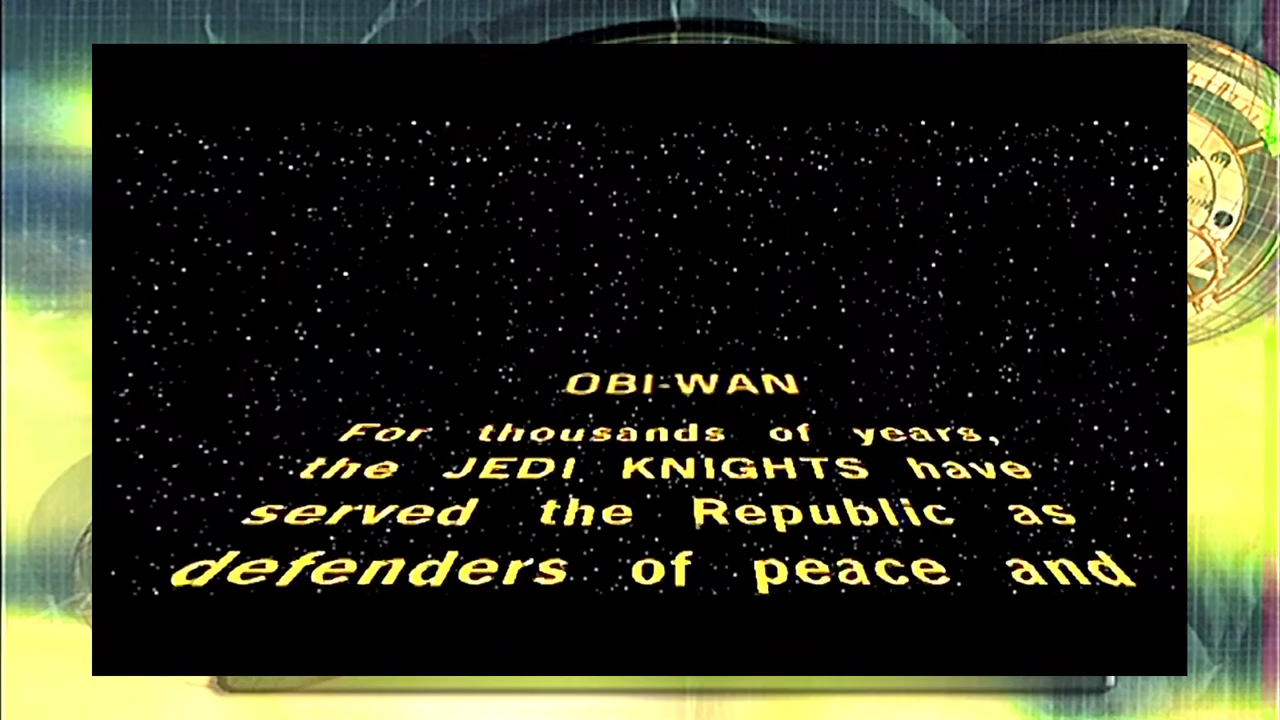 OBI-WAN
For thousands of years,
the JEDI KNIGHTS have
served the Republic as
defenders of peace and